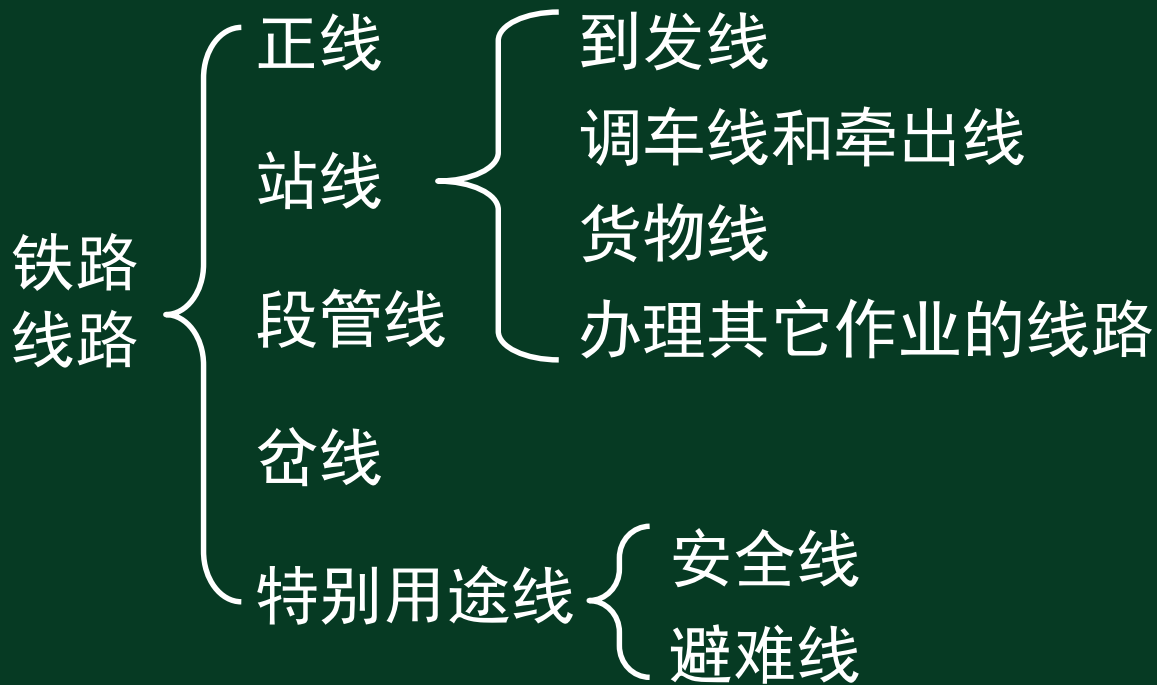 铁路
线路
正线
站线
到发线
调车线和牵出线
货物线
办理其它作业的线路
段管线
岔线
特别用途线
安全线
避难线